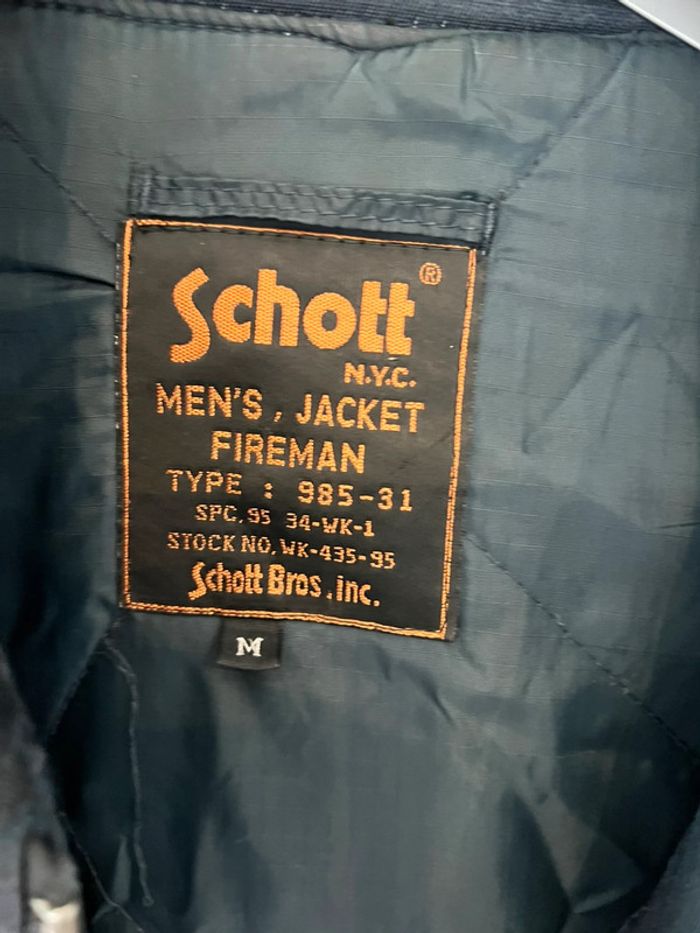 Schott®
N.Y.C.
MEN'S, JACKET
FIREMAN
TYPE : 985-31
SPC. 95 34-WK-1
STOCK NO. WK-435-95
Schott Bros. inc.
M